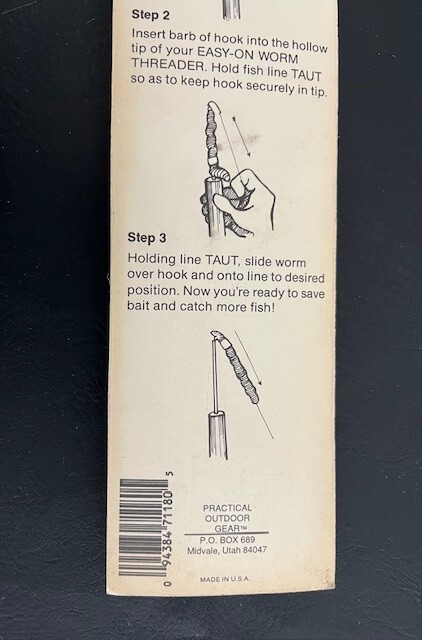 Step 2
Insert barb of hook into the hollow
tip of your EASY-ON WORM
THREADER. Hold fish line TAUT
so as to keep hook securely in tip.
Step 3
Holding line TAUT, slide worm
over hook and onto line to desired
position. Now you're ready to save
bait and catch more fish!
0 94384 71180 5
PRACTICAL
OUTDOOR
GEAR™
P.O. BOX 689
Midvale, Utah 84047
MADE IN U.S.A.